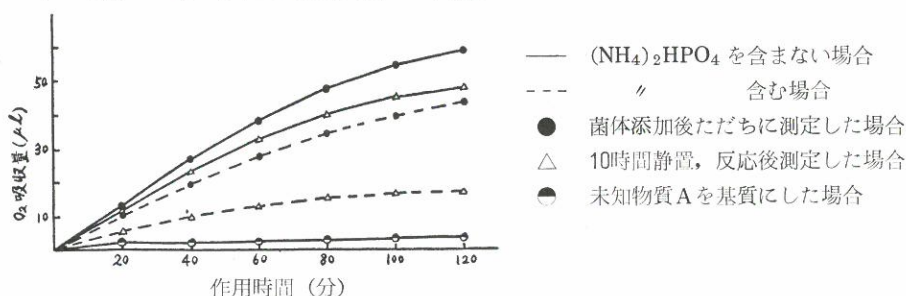 50
10
O₂吸収量(μl)
20 40 60 80 100 120
作用時間（分）
—— (NH₄)₂HPO₄ を含まない場合
--- 〃 含む場合
● 菌体添加後ただちに測定した場合
△ 10時間静置，反応後測定した場合
◓ 未知物質Aを基質にした場合